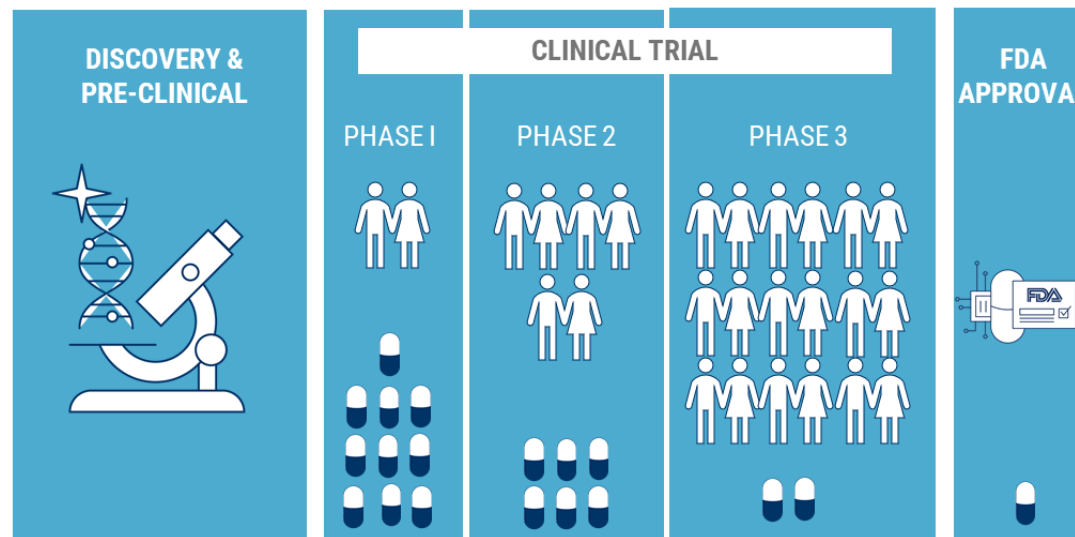 DISCOVERY &
PRE-CLINICAL
CLINICAL TRIAL
PHASE I
PHASE 2
PHASE 3
FDA
APPROVA
FDA